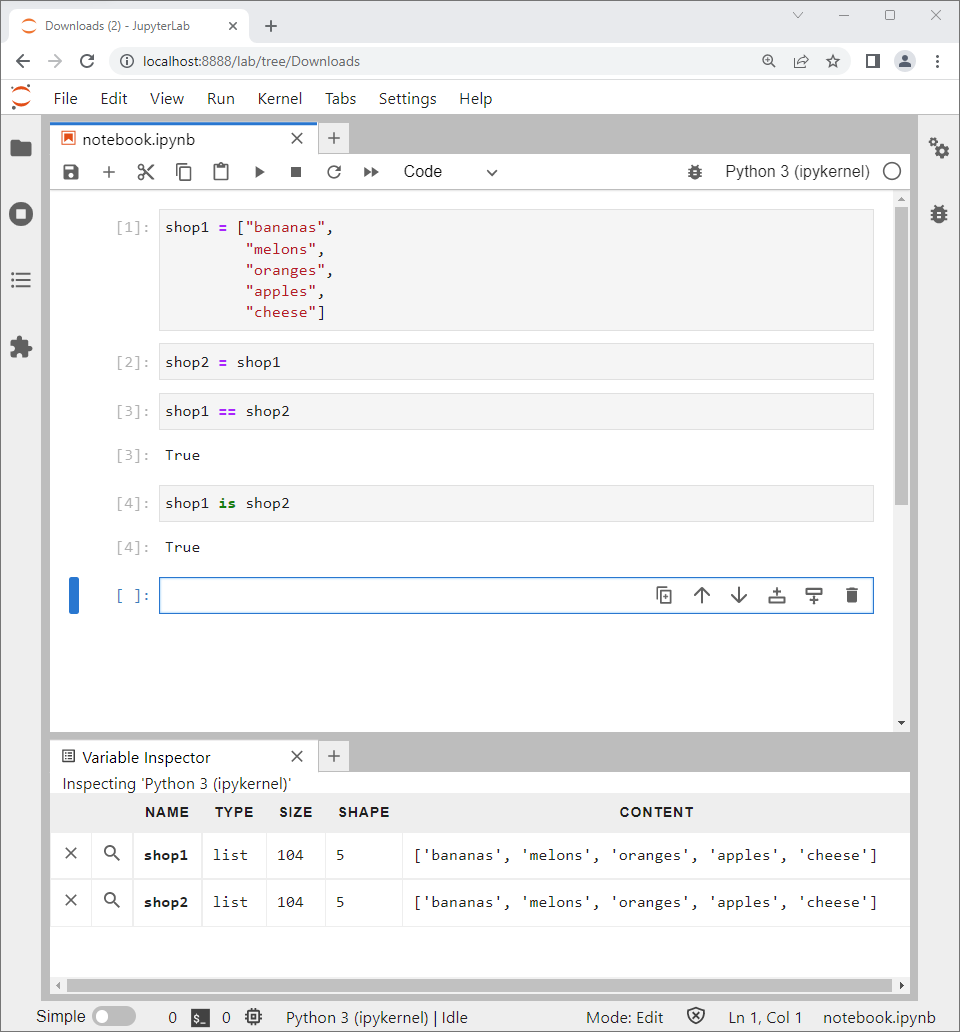 Downloads (2) - JupyterLab
localhost:8888/lab/tree/Downloads
File Edit View Run Kernel Tabs Settings Help
notebook.ipynb
Code Python 3 (ipykernel)
[1]: shop1 = ["bananas",
"melons",
"oranges",
"apples",
"cheese"]
[2]: shop2 = shop1
[3]: shop1 == shop2
[3]: True
[4]: shop1 is shop2
[4]: True
[ ]:
Variable Inspector
Inspecting 'Python 3 (ipykernel)'
NAME TYPE SIZE SHAPE CONTENT
shop1 list 104 5 ['bananas', 'melons', 'oranges', 'apples', 'cheese']
shop2 list 104 5 ['bananas', 'melons', 'oranges', 'apples', 'cheese']
Simple 0 $_ 0 Python 3 (ipykernel) | Idle Mode: Edit Ln 1, Col 1 notebook.ipynb